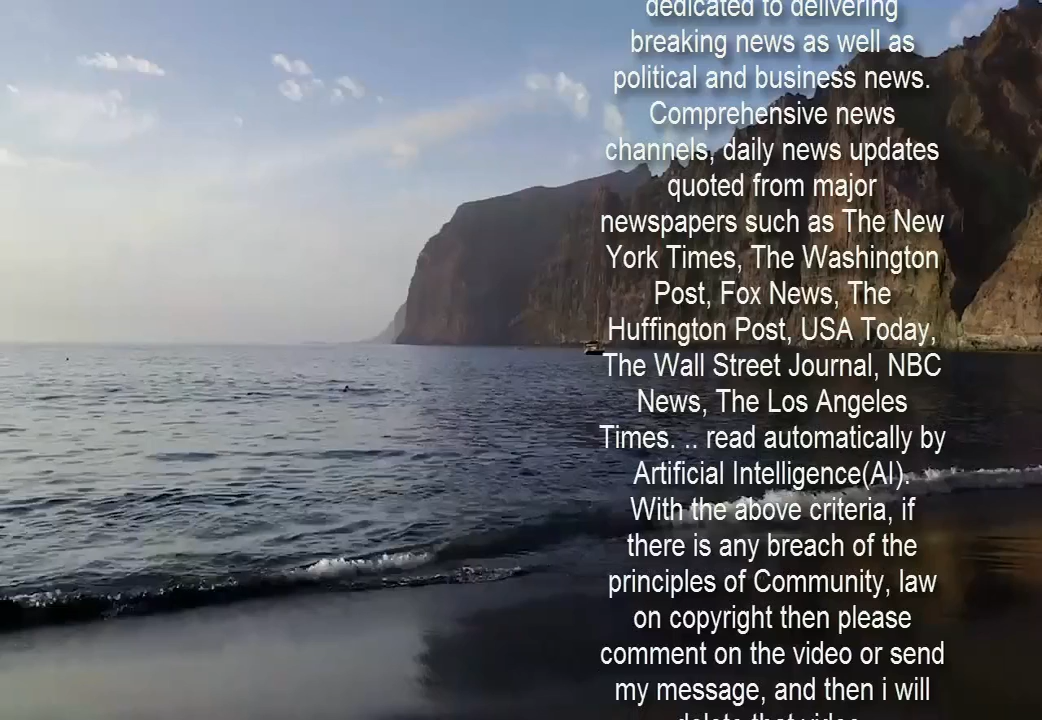 dedicated to delivering
breaking news as well as
political and business news.
Comprehensive news
channels, daily news updates
quoted from major
newspapers such as The New
York Times, The Washington
Post, Fox News, The
Huffington Post, USA Today,
The Wall Street Journal, NBC
News, The Los Angeles
Times. .. read automatically by
Artificial Intelligence(AI).
With the above criteria, if
there is any breach of the
principles of Community, law
on copyright then please
comment on the video or send
my message, and then i will
delete that video